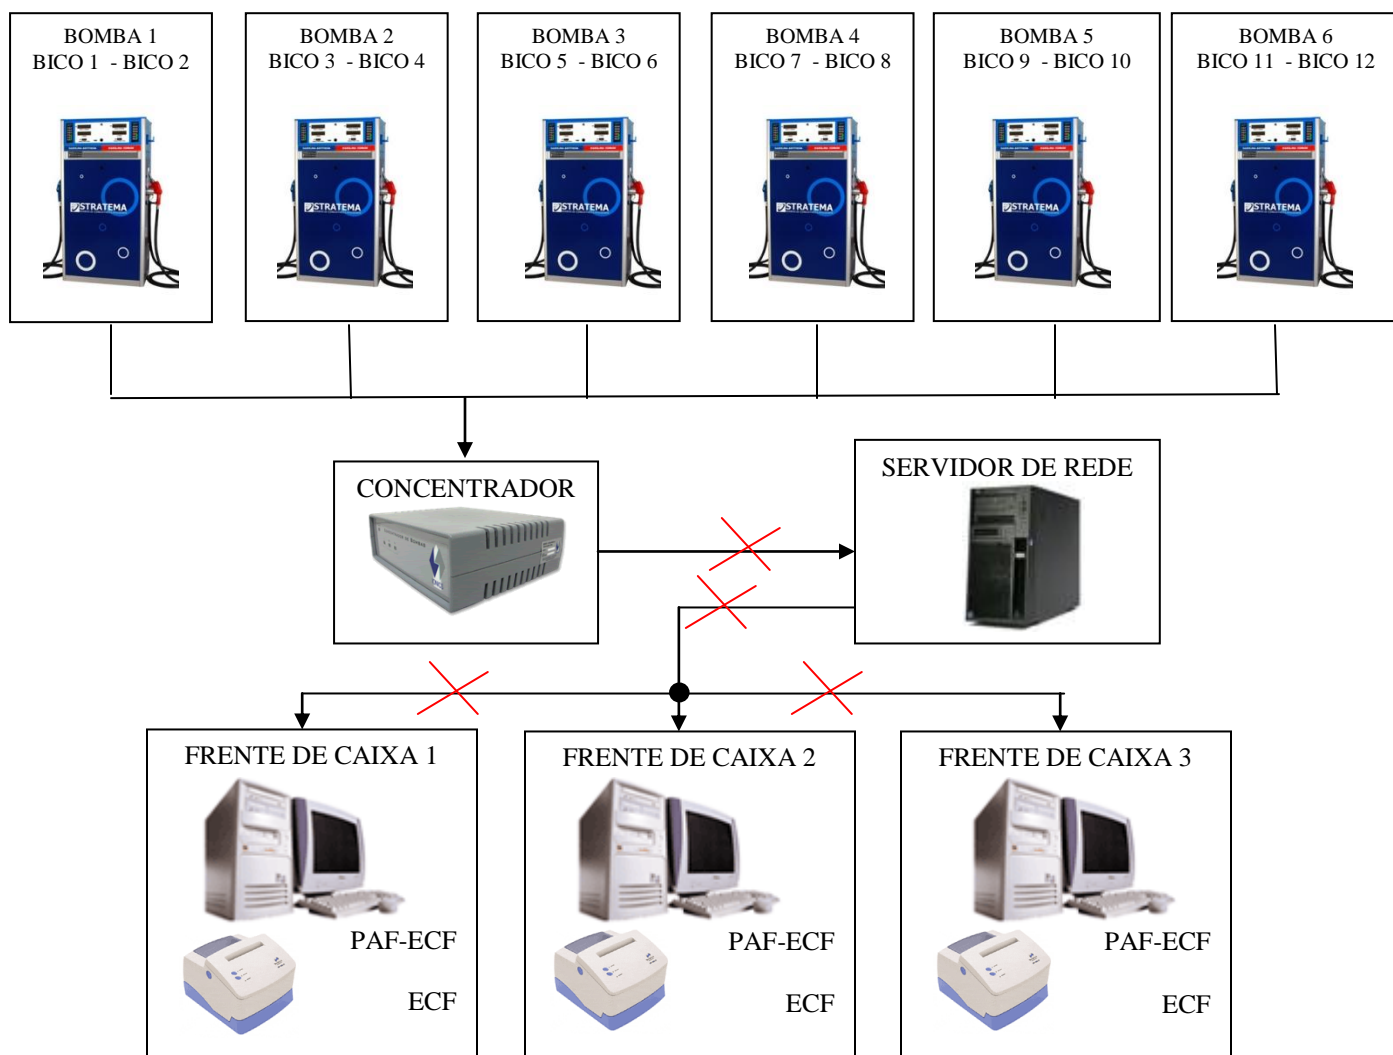 BOMBA 1
BICO 1 - BICO 2
BOMBA 2
BICO 3 - BICO 4
BOMBA 3
BICO 5 - BICO 6
BOMBA 4
BICO 7 - BICO 8
BOMBA 5
BICO 9 - BICO 10
BOMBA 6
BICO 11 - BICO 12
STRATEMA
STRATEMA
STRATEMA
STRATEMA
STRATEMA
STRATEMA
CONCENTRADOR
SERVIDOR DE REDE
FRENTE DE CAIXA 1
FRENTE DE CAIXA 2
FRENTE DE CAIXA 3
PAF-ECF
ECF
PAF-ECF
ECF
PAF-ECF
ECF